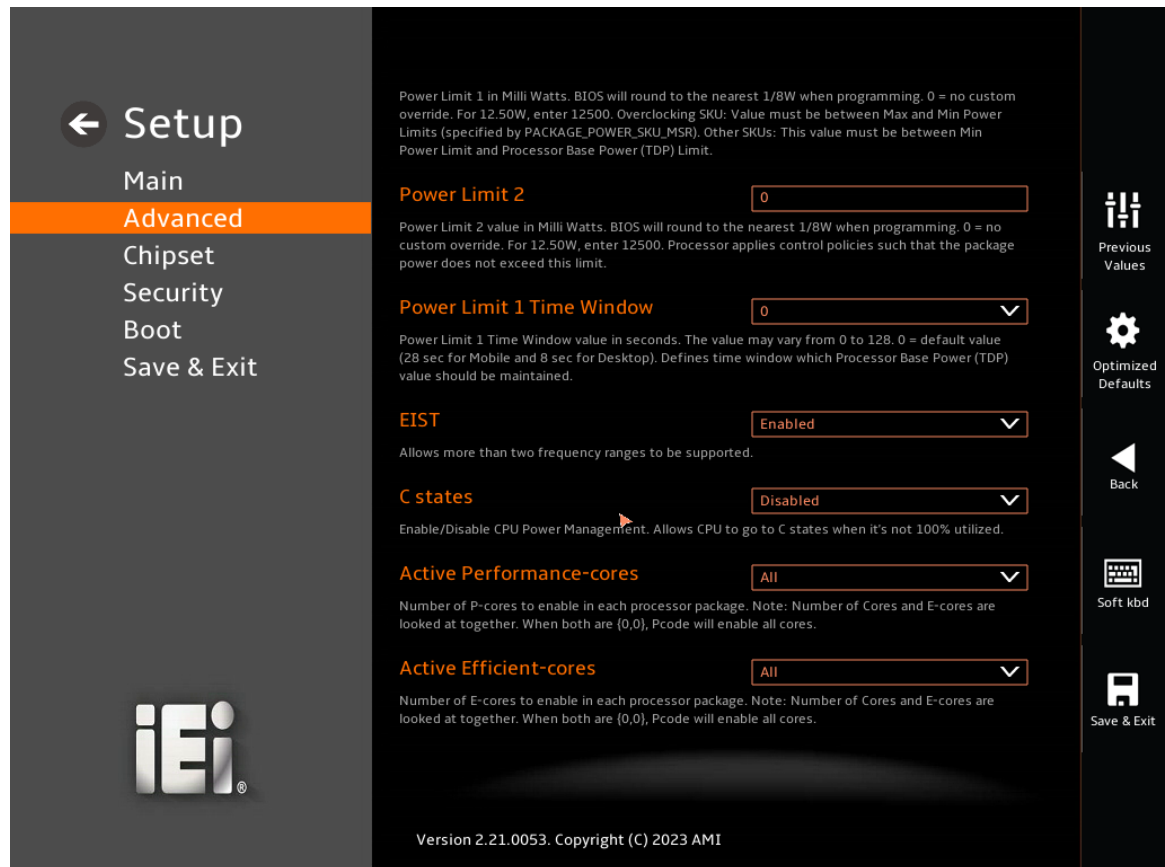 Setup
Main
Advanced
Chipset
Security
Boot
Save & Exit
iEi®
Power Limit 1 in Milli Watts. BIOS will round to the nearest 1/8W when programming. 0 = no custom
override. For 12.50W, enter 12500. Overclocking SKU: Value must be between Max and Min Power
Limits (specified by PACKAGE_POWER_SKU_MSR). Other SKUs: This value must be between Min
Power Limit and Processor Base Power (TDP) Limit.
Power Limit 2 0
Power Limit 2 value in Milli Watts. BIOS will round to the nearest 1/8W when programming. 0 = no
custom override. For 12.50W, enter 12500. Processor applies control policies such that the package
power does not exceed this limit.
Power Limit 1 Time Window 0
Power Limit 1 Time Window value in seconds. The value may vary from 0 to 128. 0 = default value
(28 sec for Mobile and 8 sec for Desktop). Defines time window which Processor Base Power (TDP)
value should be maintained.
EIST Enabled
Allows more than two frequency ranges to be supported.
C states Disabled
Enable/Disable CPU Power Management. Allows CPU to go to C states when it's not 100% utilized.
Active Performance-cores All
Number of P-cores to enable in each processor package. Note: Number of Cores and E-cores are
looked at together. When both are {0,0}, Pcode will enable all cores.
Active Efficient-cores All
Number of E-cores to enable in each processor package. Note: Number of Cores and E-cores are
looked at together. When both are {0,0}, Pcode will enable all cores.
Version 2.21.0053. Copyright (C) 2023 AMI
Previous
Values
Optimized
Defaults
Back
Soft kbd
Save & Exit